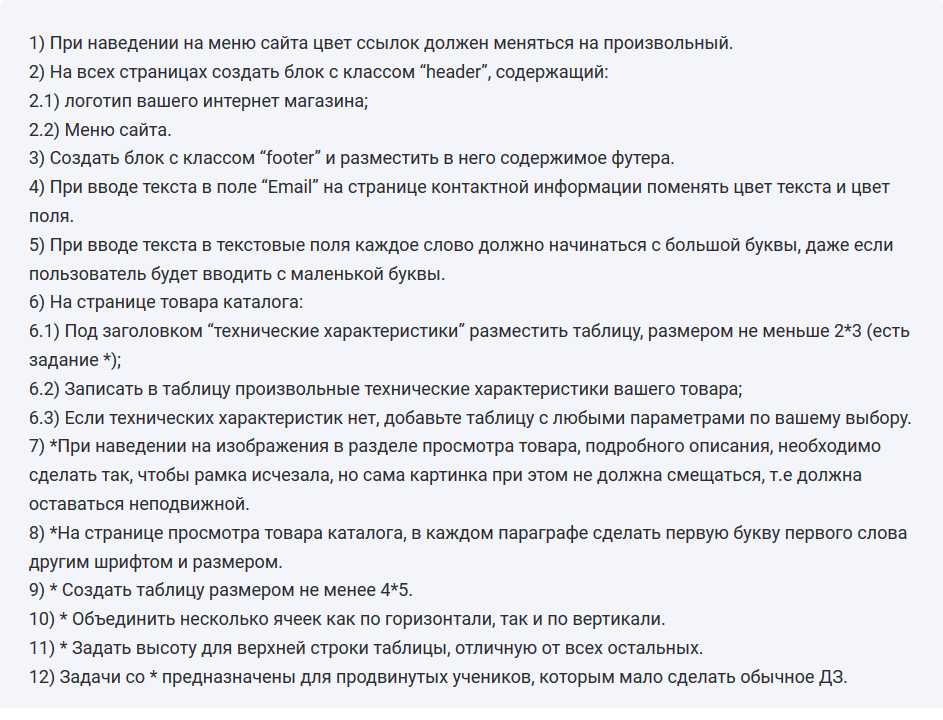 1) При наведении на меню сайта цвет ссылок должен меняться на произвольный.
2) На всех страницах создать блок с классом “header”, содержащий:
2.1) логотип вашего интернет магазина;
2.2) Меню сайта.
3) Создать блок с классом “footer” и разместить в него содержимое футера.
4) При вводе текста в поле “Email” на странице контактной информации поменять цвет текста и цвет
поля.
5) При вводе текста в текстовые поля каждое слово должно начинаться с большой буквы, даже если
пользователь будет вводить с маленькой буквы.
6) На странице товара каталога:
6.1) Под заголовком “технические характеристики” разместить таблицу, размером не меньше 2*3 (есть
задание *);
6.2) Записать в таблицу произвольные технические характеристики вашего товара;
6.3) Если технических характеристик нет, добавьте таблицу с любыми параметрами по вашему выбору.
7) *При наведении на изображения в разделе просмотра товара, подробного описания, необходимо
сделать так, чтобы рамка исчезала, но сама картинка при этом не должна смещаться, т.е должна
оставаться неподвижной.
8) *На странице просмотра товара каталога, в каждом параграфе сделать первую букву первого слова
другим шрифтом и размером.
9) * Создать таблицу размером не менее 4*5.
10) * Объединить несколько ячеек как по горизонтали, так и по вертикали.
11) * Задать высоту для верхней строки таблицы, отличную от всех остальных.
12) Задачи со * предназначены для продвинутых учеников, которым мало сделать обычное ДЗ.